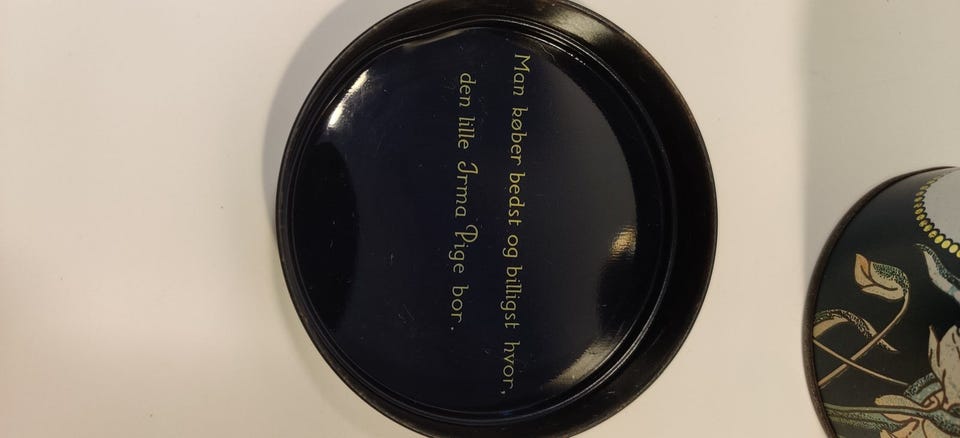 Man køber bedst og billigst hvor,
den lille Irma Pige bor.